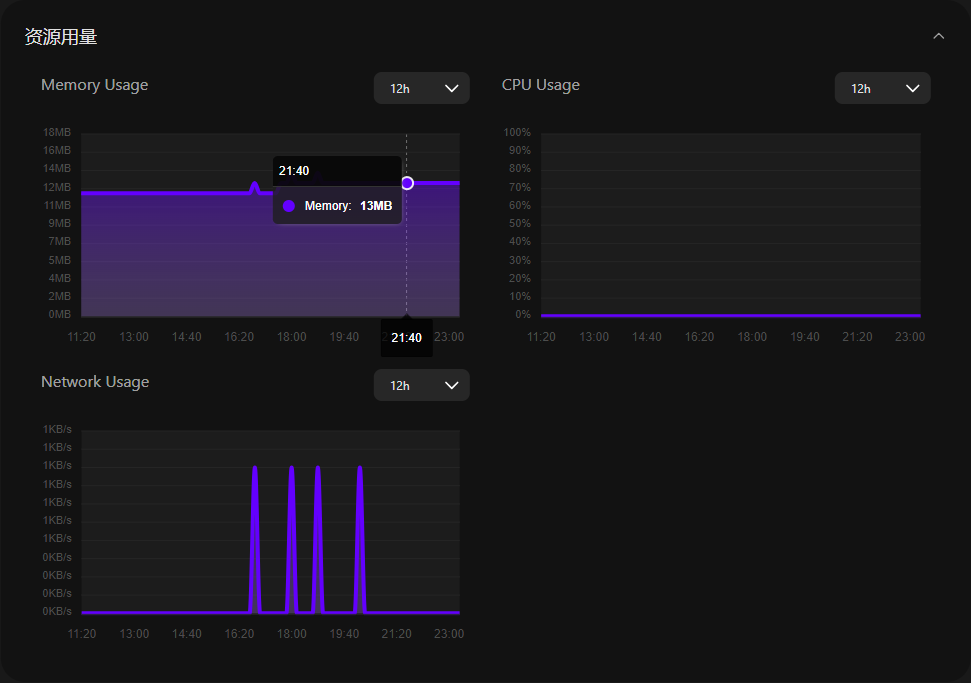 资源用量
Memory Usage
12h
18MB
16MB
14MB
12MB
11MB
9MB
7MB
5MB
4MB
2MB
0MB
21:40
Memory: 13MB
11:20 13:00 14:40 16:20 18:00 19:40 21:40 23:00
CPU Usage
12h
100%
90%
80%
70%
60%
50%
40%
30%
20%
10%
0%
11:20 13:00 14:40 16:20 18:00 19:40 21:20 23:00
Network Usage
12h
1KB/s
1KB/s
1KB/s
1KB/s
1KB/s
1KB/s
1KB/s
0KB/s
0KB/s
0KB/s
0KB/s
11:20 13:00 14:40 16:20 18:00 19:40 21:20 23:00